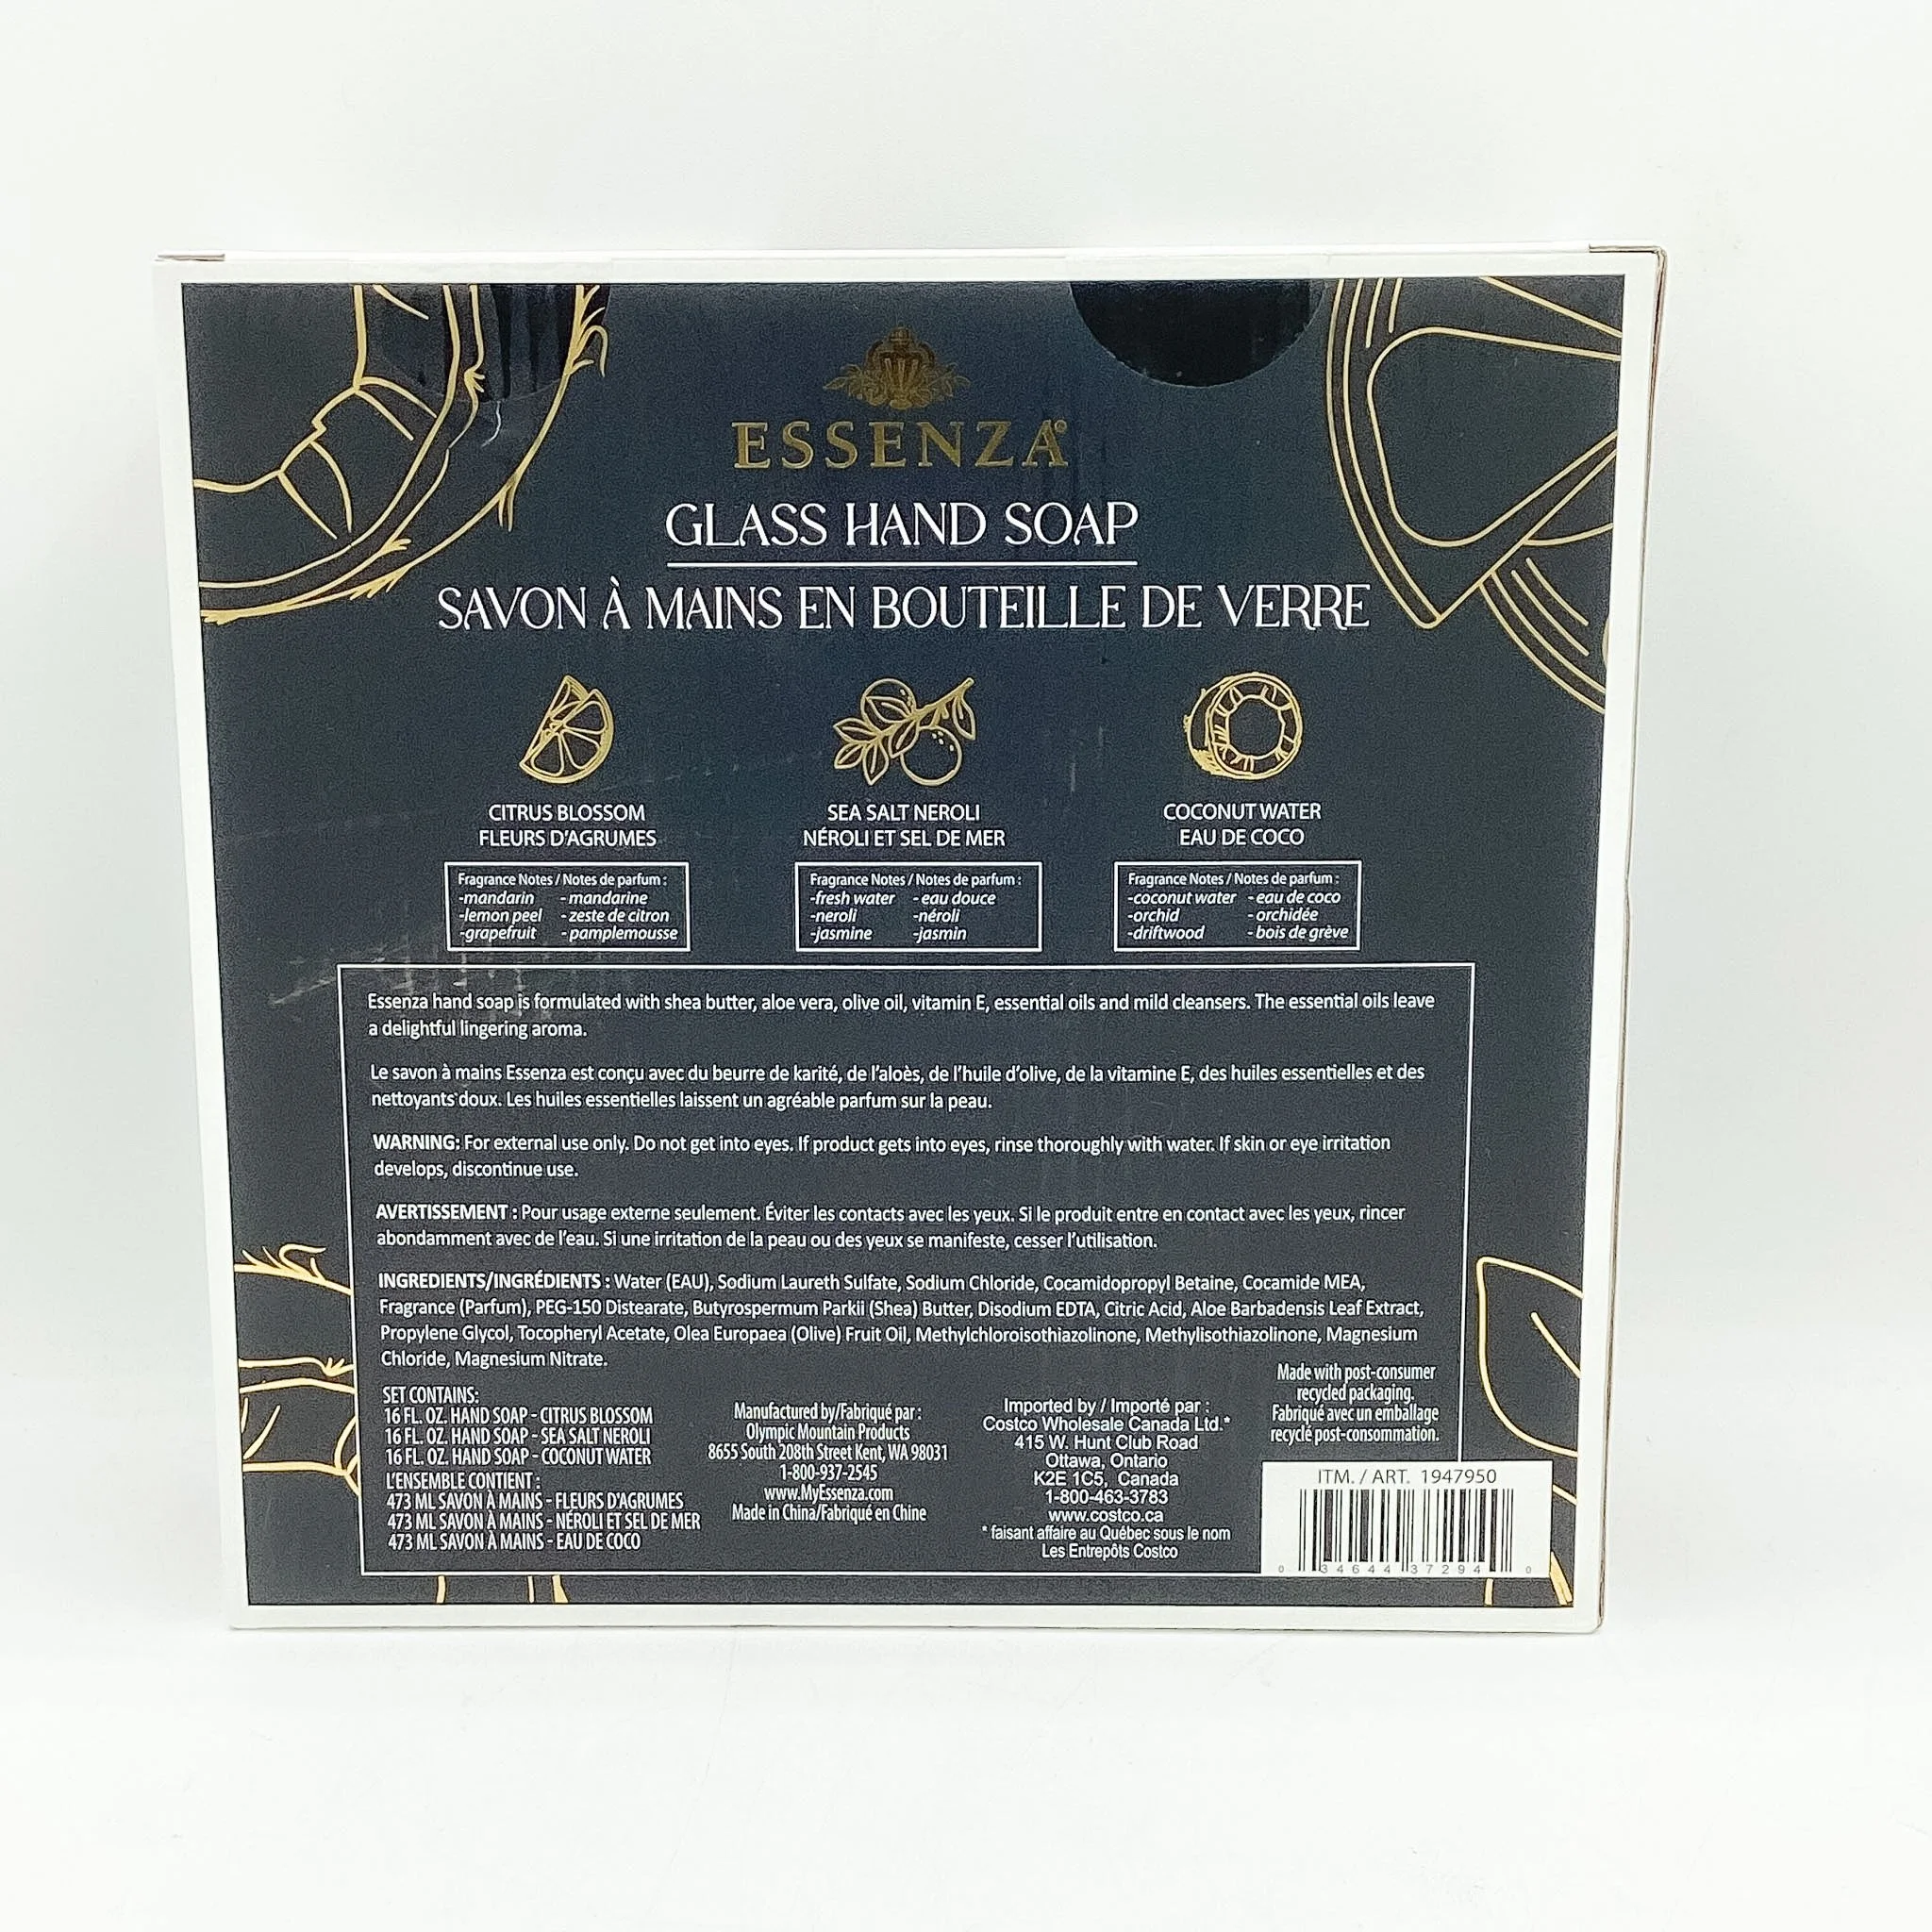 ESSENZA®
GLASS HAND SOAP
SAVON À MAINS EN BOUTEILLE DE VERRE
CITRUS BLOSSOM
FLEURS D'AGRUMES
Fragrance Notes / Notes de parfum :
-mandarin - mandarine
-lemon peel - zeste de citron
-grapefruit - pamplemousse
SEA SALT NEROLI
NÉROLI ET SEL DE MER
Fragrance Notes / Notes de parfum :
-fresh water - eau douce
-neroli -néroli
-jasmine -jasmin
COCONUT WATER
EAU DE COCO
Fragrance Notes / Notes de parfum :
-coconut water - eau de coco
-orchid - orchidée
-driftwood - bois de grève
Essenza hand soap is formulated with shea butter, aloe vera, olive oil, vitamin E, essential oils and mild cleansers. The essential oils leave
a delightful lingering aroma.
Le savon à mains Essenza est conçu avec du beurre de karité, de l'aloès, de l'huile d'olive, de la vitamine E, des huiles essentielles et des
nettoyants doux. Les huiles essentielles laissent un agréable parfum sur la peau.
WARNING: For external use only. Do not get into eyes. If product gets into eyes, rinse thoroughly with water. If skin or eye irritation
develops, discontinue use.
AVERTISSEMENT : Pour usage externe seulement. Éviter les contacts avec les yeux. Si le produit entre en contact avec les yeux, rincer
abondamment avec de l'eau. Si une irritation de la peau ou des yeux se manifeste, cesser l'utilisation.
INGREDIENTS/INGRÉDIENTS : Water (EAU), Sodium Laureth Sulfate, Sodium Chloride, Cocamidopropyl Betaine, Cocamide MEA,
Fragrance (Parfum), PEG-150 Distearate, Butyrospermum Parkii (Shea) Butter, Disodium EDTA, Citric Acid, Aloe Barbadensis Leaf Extract,
Propylene Glycol, Tocopheryl Acetate, Olea Europaea (Olive) Fruit Oil, Methylchloroisothiazolinone, Methylisothiazolinone, Magnesium
Chloride, Magnesium Nitrate.
SET CONTAINS:
16 FL. OZ. HAND SOAP - CITRUS BLOSSOM
16 FL. OZ. HAND SOAP - SEA SALT NEROLI
16 FL. OZ. HAND SOAP - COCONUT WATER
L'ENSEMBLE CONTIENT :
473 ML SAVON À MAINS - FLEURS D'AGRUMES
473 ML SAVON À MAINS - NÉROLI ET SEL DE MER
473 ML SAVON À MAINS - EAU DE COCO
Manufactured by/Fabriqué par :
Olympic Mountain Products
8655 South 208th Street Kent, WA 98031
1-800-937-2545
www.MyEssenza.com
Made in China/Fabriqué en Chine
Imported by / Importé par :
Costco Wholesale Canada Ltd.*
415 W. Hunt Club Road
Ottawa, Ontario
K2E 1C5, Canada
1-800-463-3783
www.costco.ca
* faisant affaire au Québec sous le nom
Les Entrepôts Costco
Made with post-consumer
recycled packaging.
Fabriqué avec un emballage
recyclé post-consommation.
ITM. / ART. 1947950
0 34644 37294 0